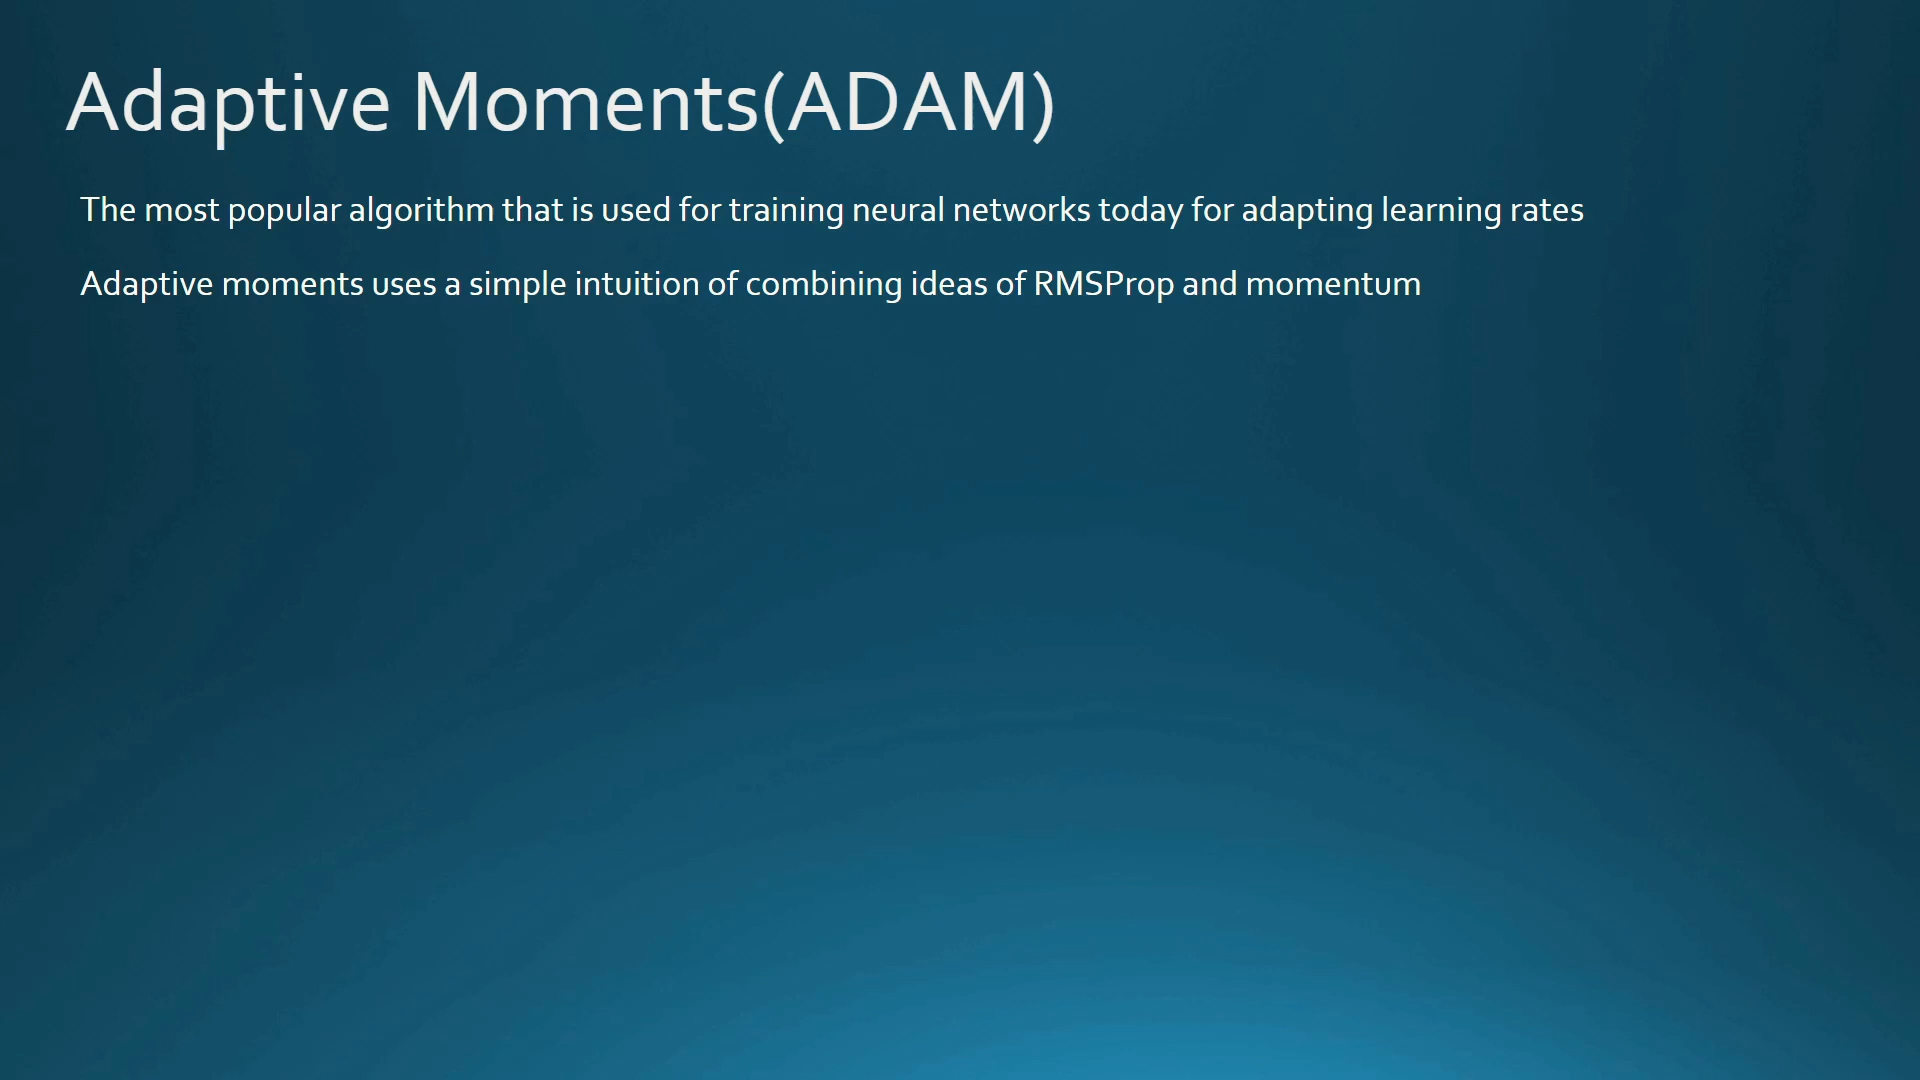 Adaptive Moments(ADAM)
The most popular algorithm that is used for training neural networks today for adapting learning rates
Adaptive moments uses a simple intuition of combining ideas of RMSProp and momentum